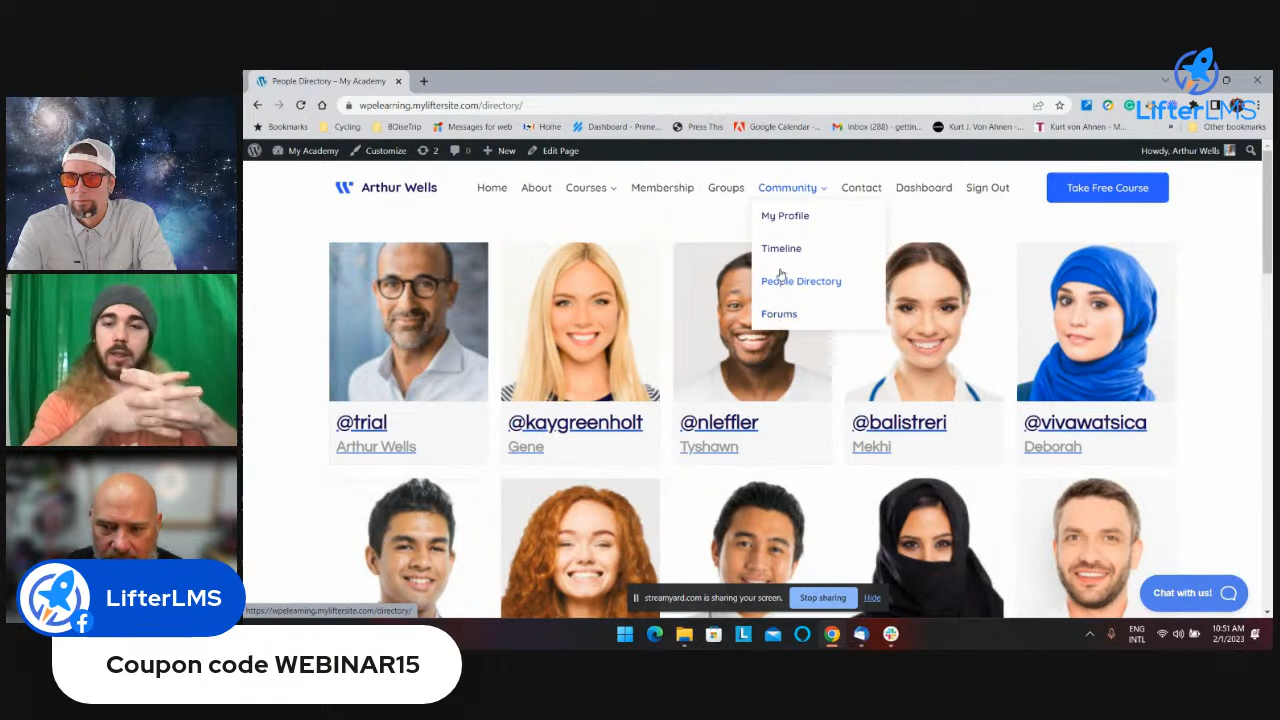 People Directory – My Academy
LifterLMS
wpelearning.myliftersite.com/directory/
Bookmarks
Cycling
BOiseTrip
Messages for web
Home
Dashboard - Prime...
Press This
Google Calendar -...
Inbox (288) - gettin...
Kurt J. Von Ahnen -...
Kurt von Ahnen - M...
»
Other bookmarks
My Academy
Customize
2
0
New
Edit Page
Howdy, Arthur Wells
Arthur Wells
Home
About
Courses
Membership
Groups
Community
Contact
Dashboard
Sign Out
Take Free Course
My Profile
Timeline
People Directory
Forums
@trial
Arthur Wells
@kaygreenholt
Gene
@nleffler
Tyshawn
@balistreri
Mekhi
@vivawatsica
Deborah
streamyard.com is sharing your screen.
Stop sharing
Hide
Chat with us!
https://wpelearning.myliftersite.com/directory/
ENG
INTL
10:51 AM
2/1/2023
LifterLMS
Coupon code WEBINAR15